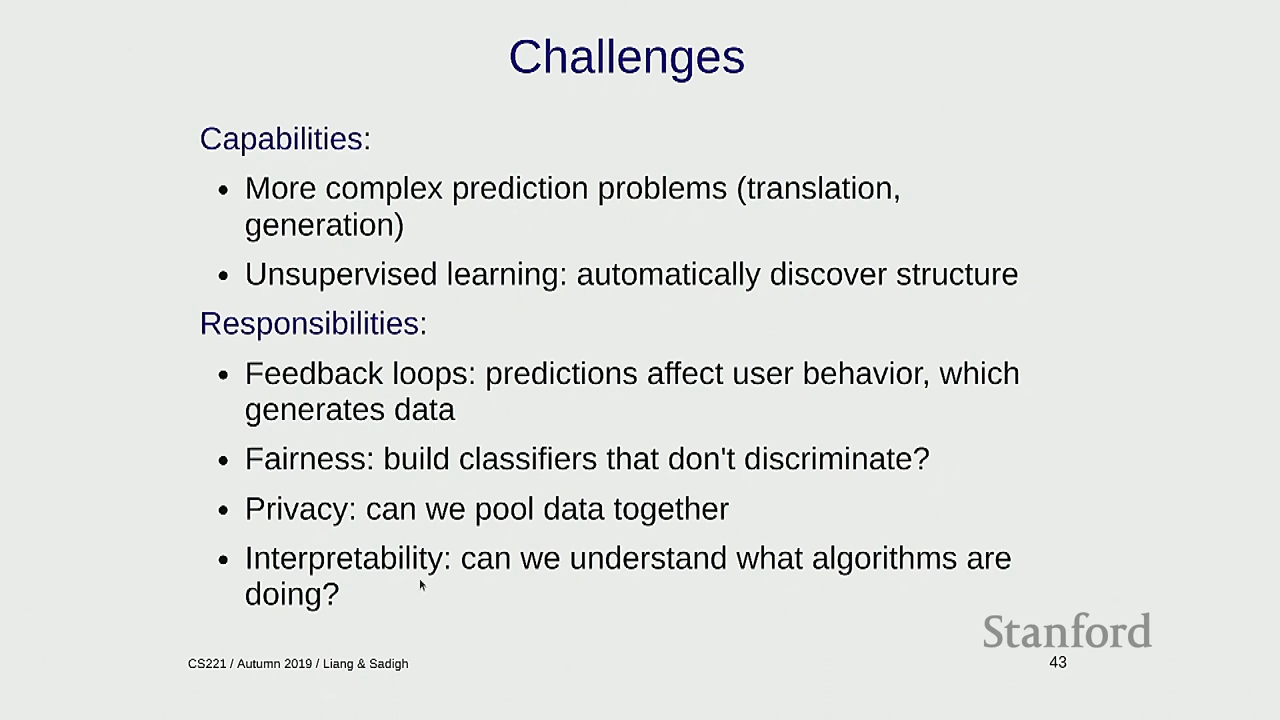 Challenges
Capabilities:
• More complex prediction problems (translation,
generation)
• Unsupervised learning: automatically discover structure
Responsibilities:
• Feedback loops: predictions affect user behavior, which
generates data
• Fairness: build classifiers that don't discriminate?
• Privacy: can we pool data together
• Interpretability: can we understand what algorithms are
doing?
Stanford
CS221 / Autumn 2019 / Liang & Sadigh
43